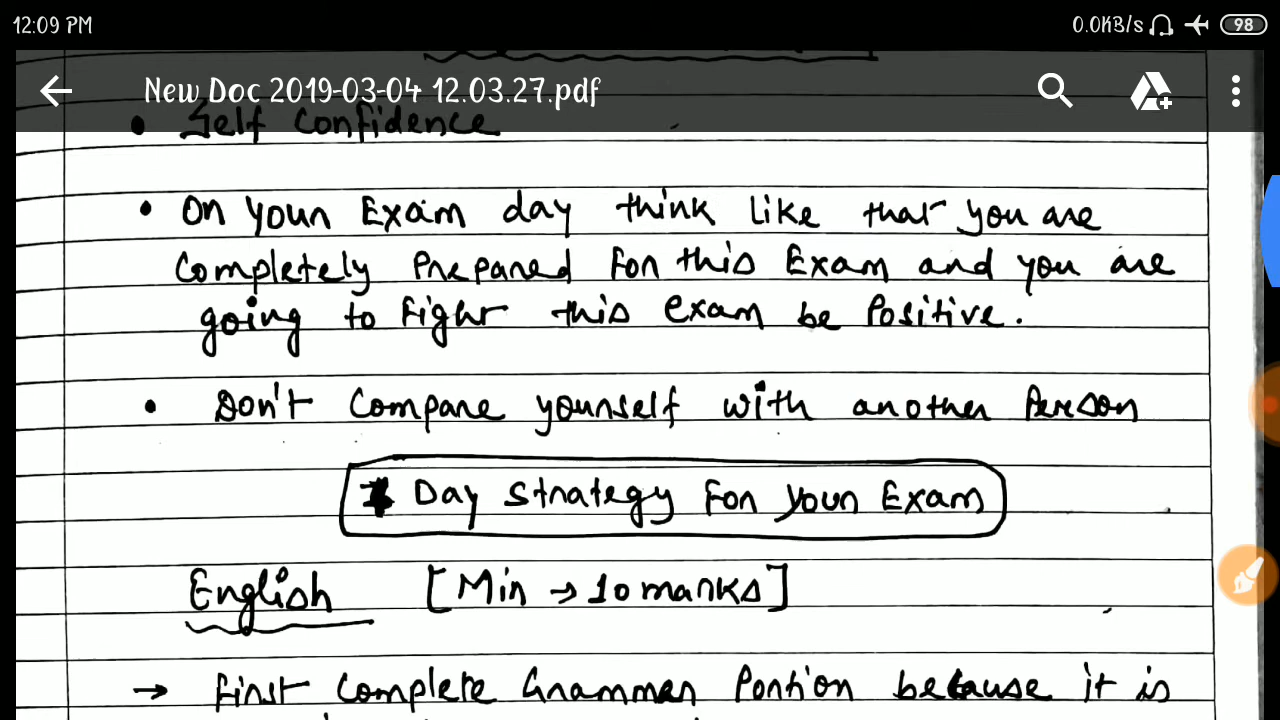 12:09 PM 0.0KB/s 98
New Doc 2019-03-04 12.03.27.pdf
• Self Confidence
• On your Exam day think like that you are
completely prepared for this Exam and you are
going to fight this exam be positive.
• Don't compare yourself with another person
Day strategy for your Exam
English [Min → 10 marks]
→ First complete Grammer Portion because it is